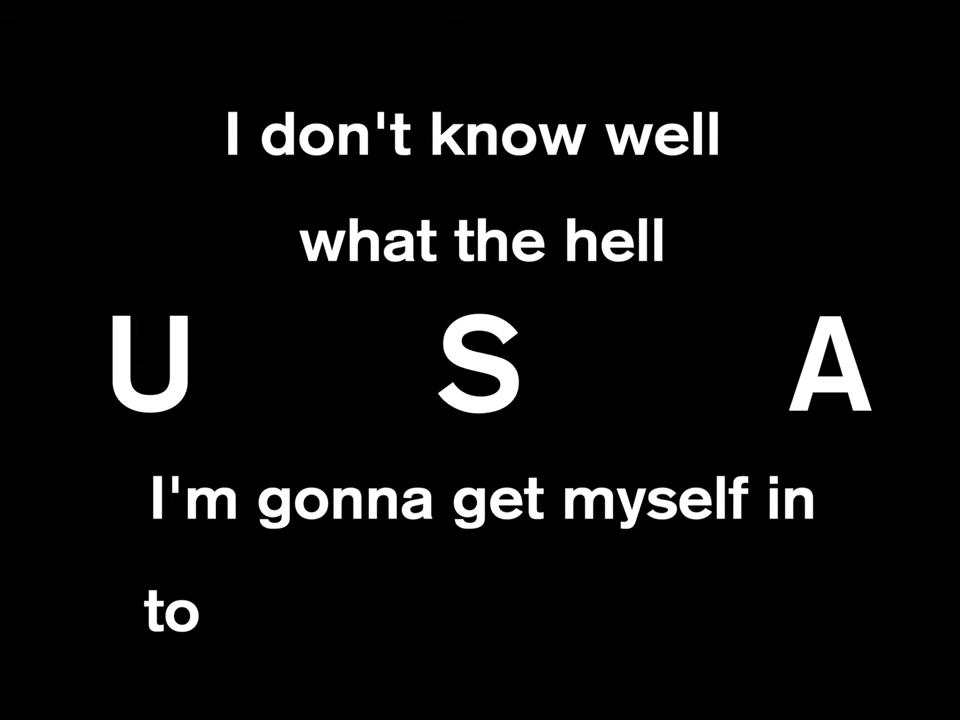 I don't know well
what the hell
U S A
I'm gonna get myself in
to